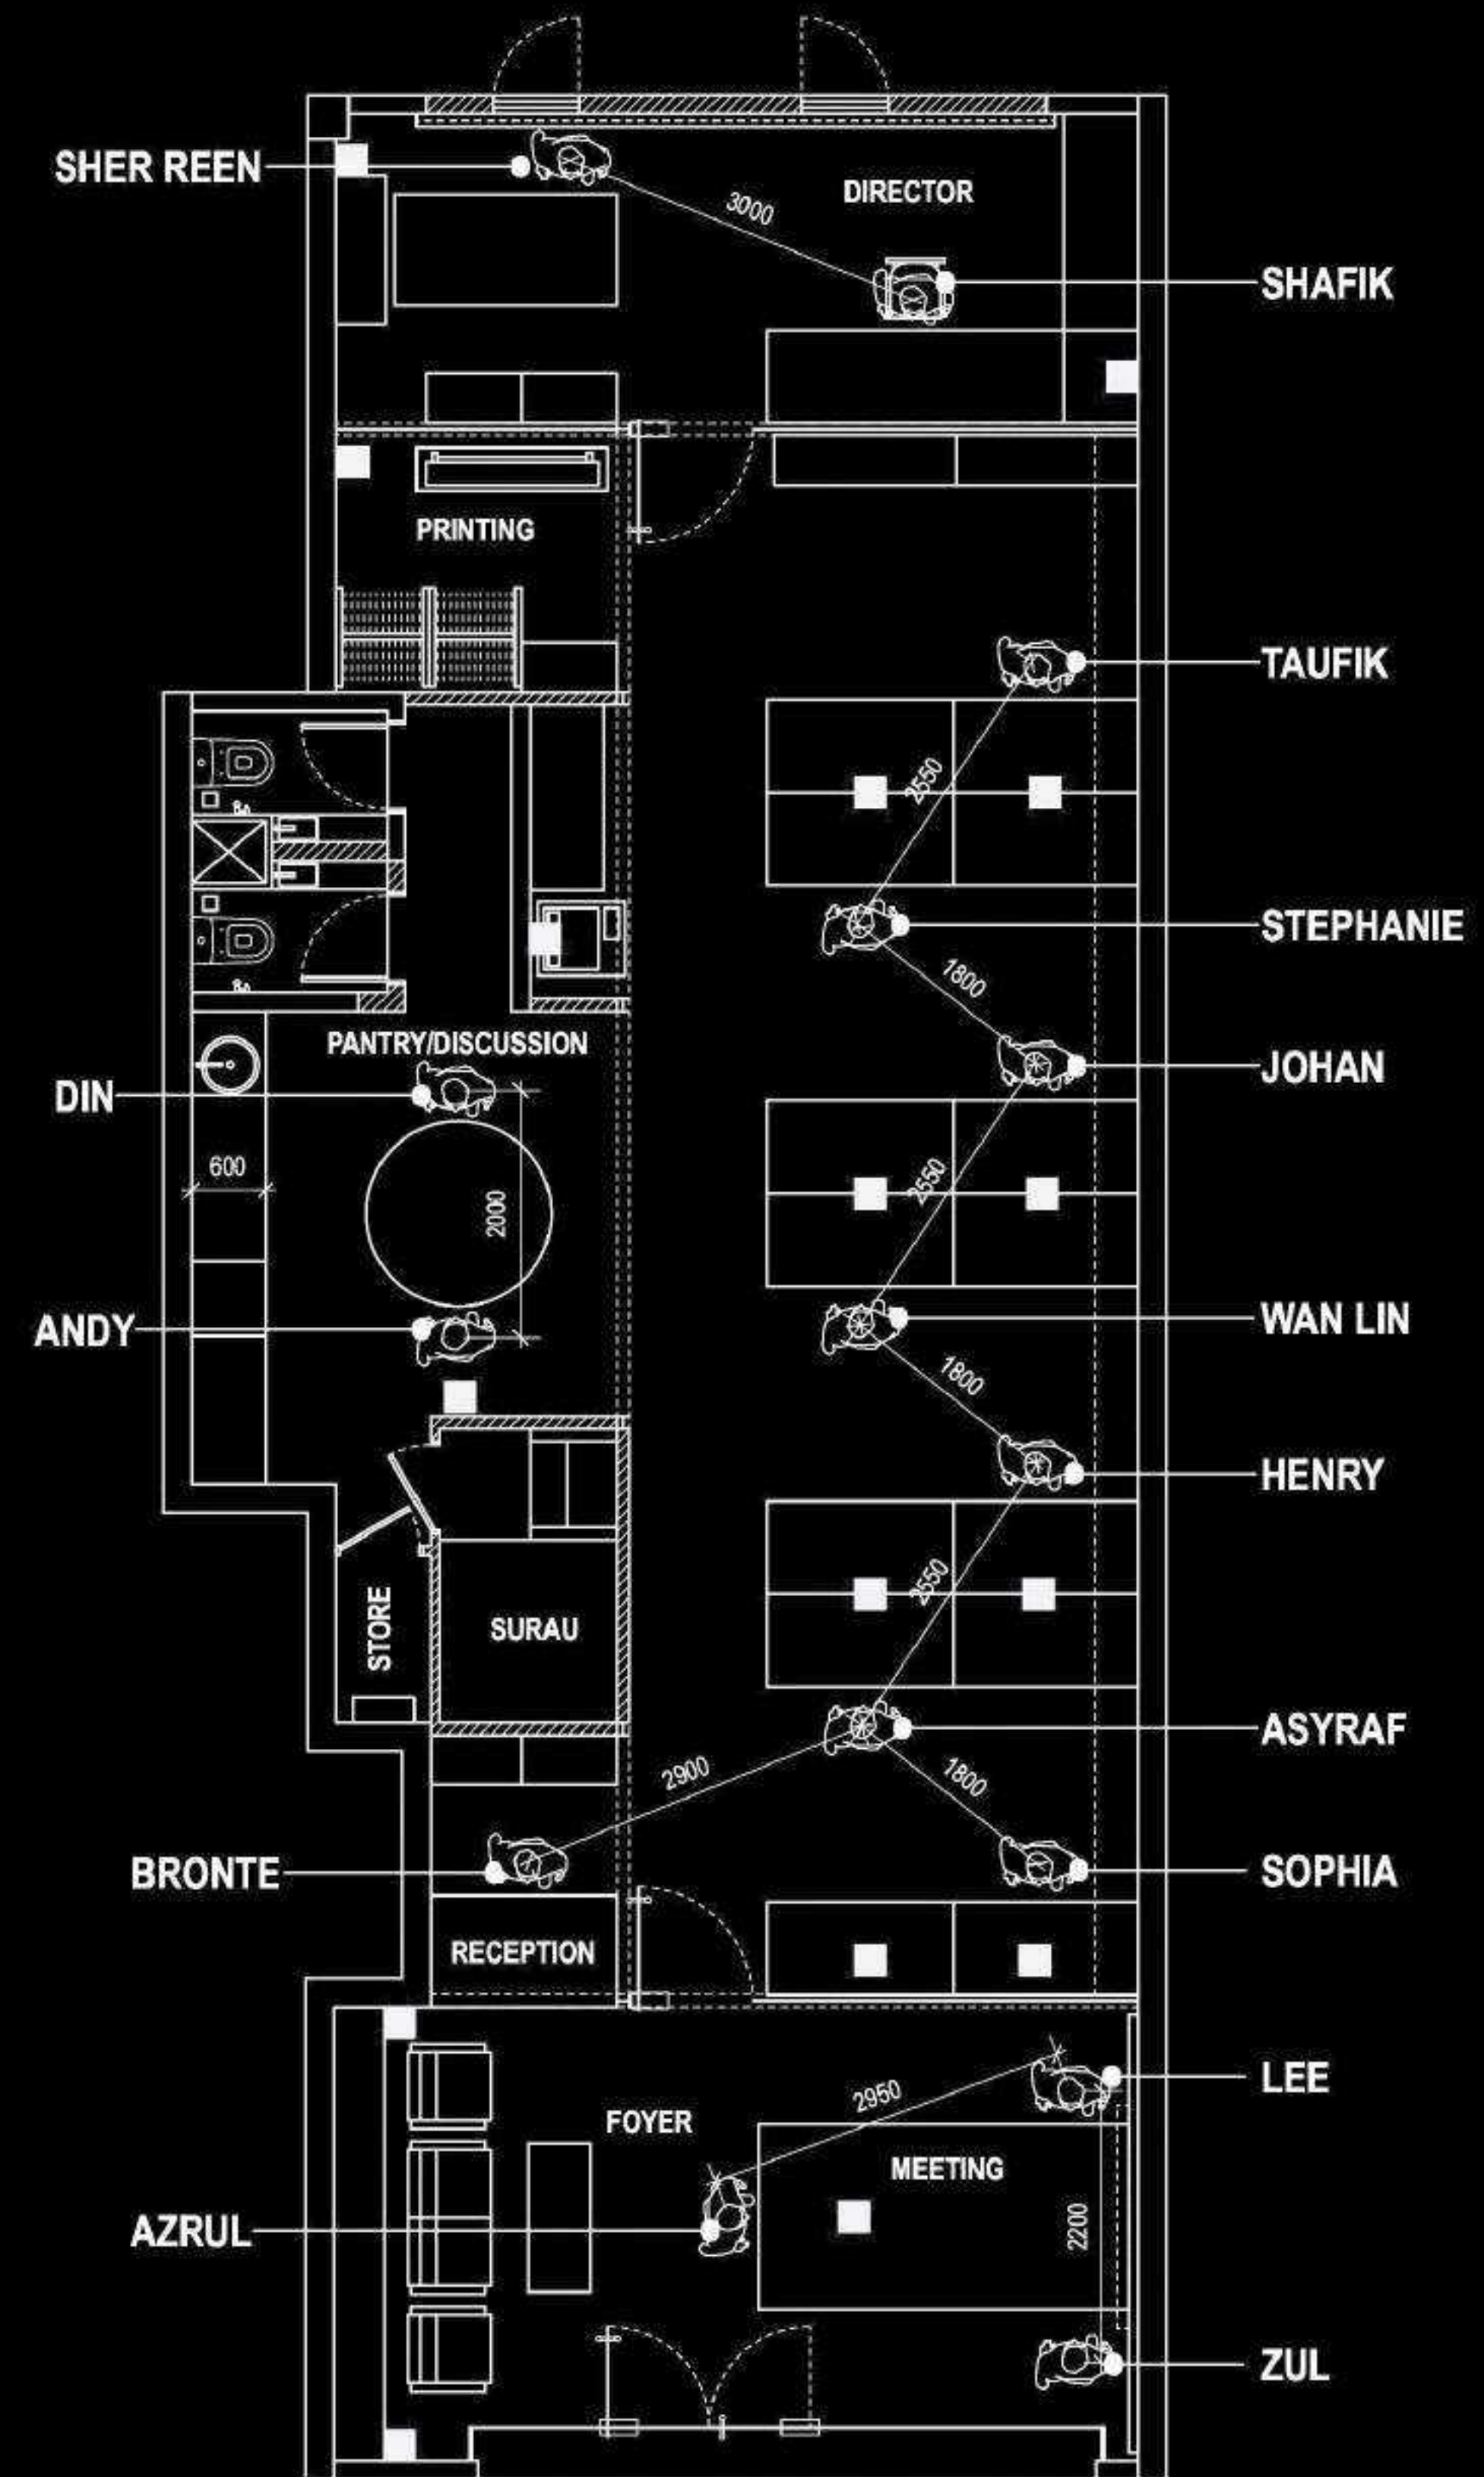 SHER REEN
DIRECTOR
3000
SHAFIK
PRINTING
TAUFIK
2550
STEPHANIE
1800
PANTRY/DISCUSSION
JOHAN
DIN
600
2550
2000
ANDY
WAN LIN
1800
HENRY
2550
STORE
SURAU
ASYRAF
2900
1800
BRONTE
SOPHIA
RECEPTION
LEE
2950
FOYER
MEETING
2200
AZRUL
ZUL